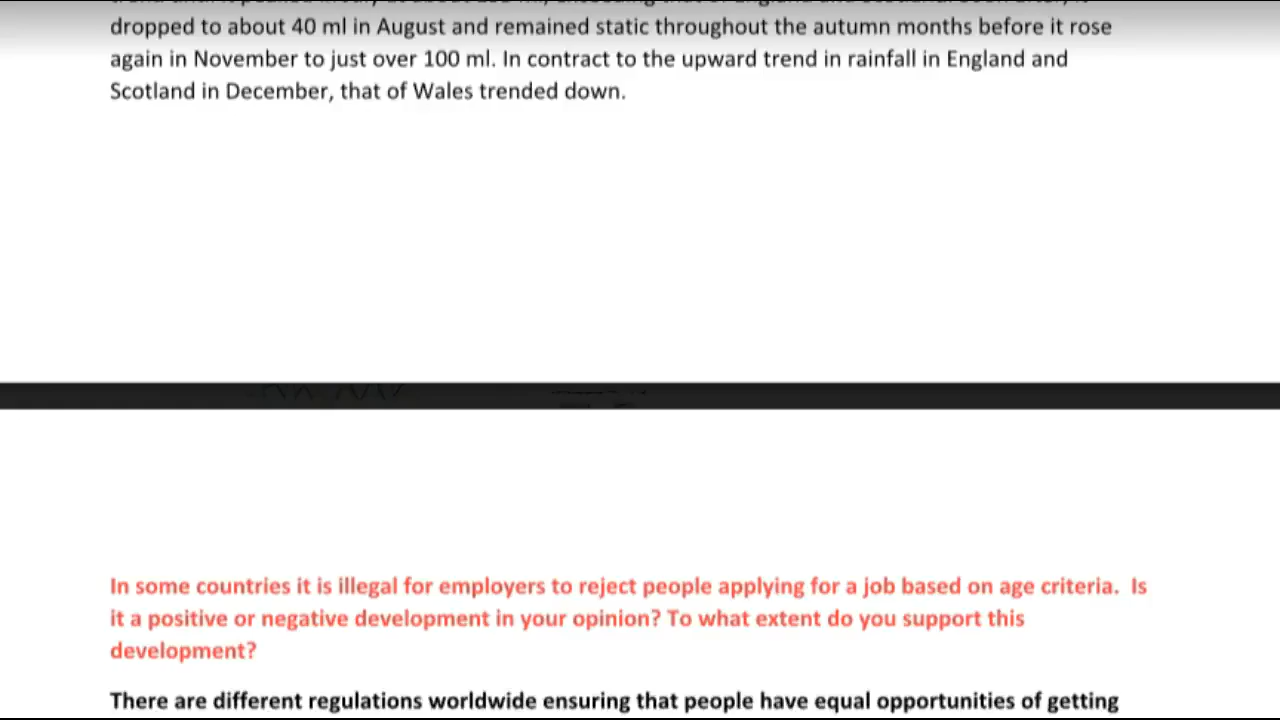 dropped to about 40 ml in August and remained static throughout the autumn months before it rose
again in November to just over 100 ml. In contract to the upward trend in rainfall in England and
Scotland in December, that of Wales trended down.
In some countries it is illegal for employers to reject people applying for a job based on age criteria. Is
it a positive or negative development in your opinion? To what extent do you support this
development?
There are different regulations worldwide ensuring that people have equal opportunities of getting